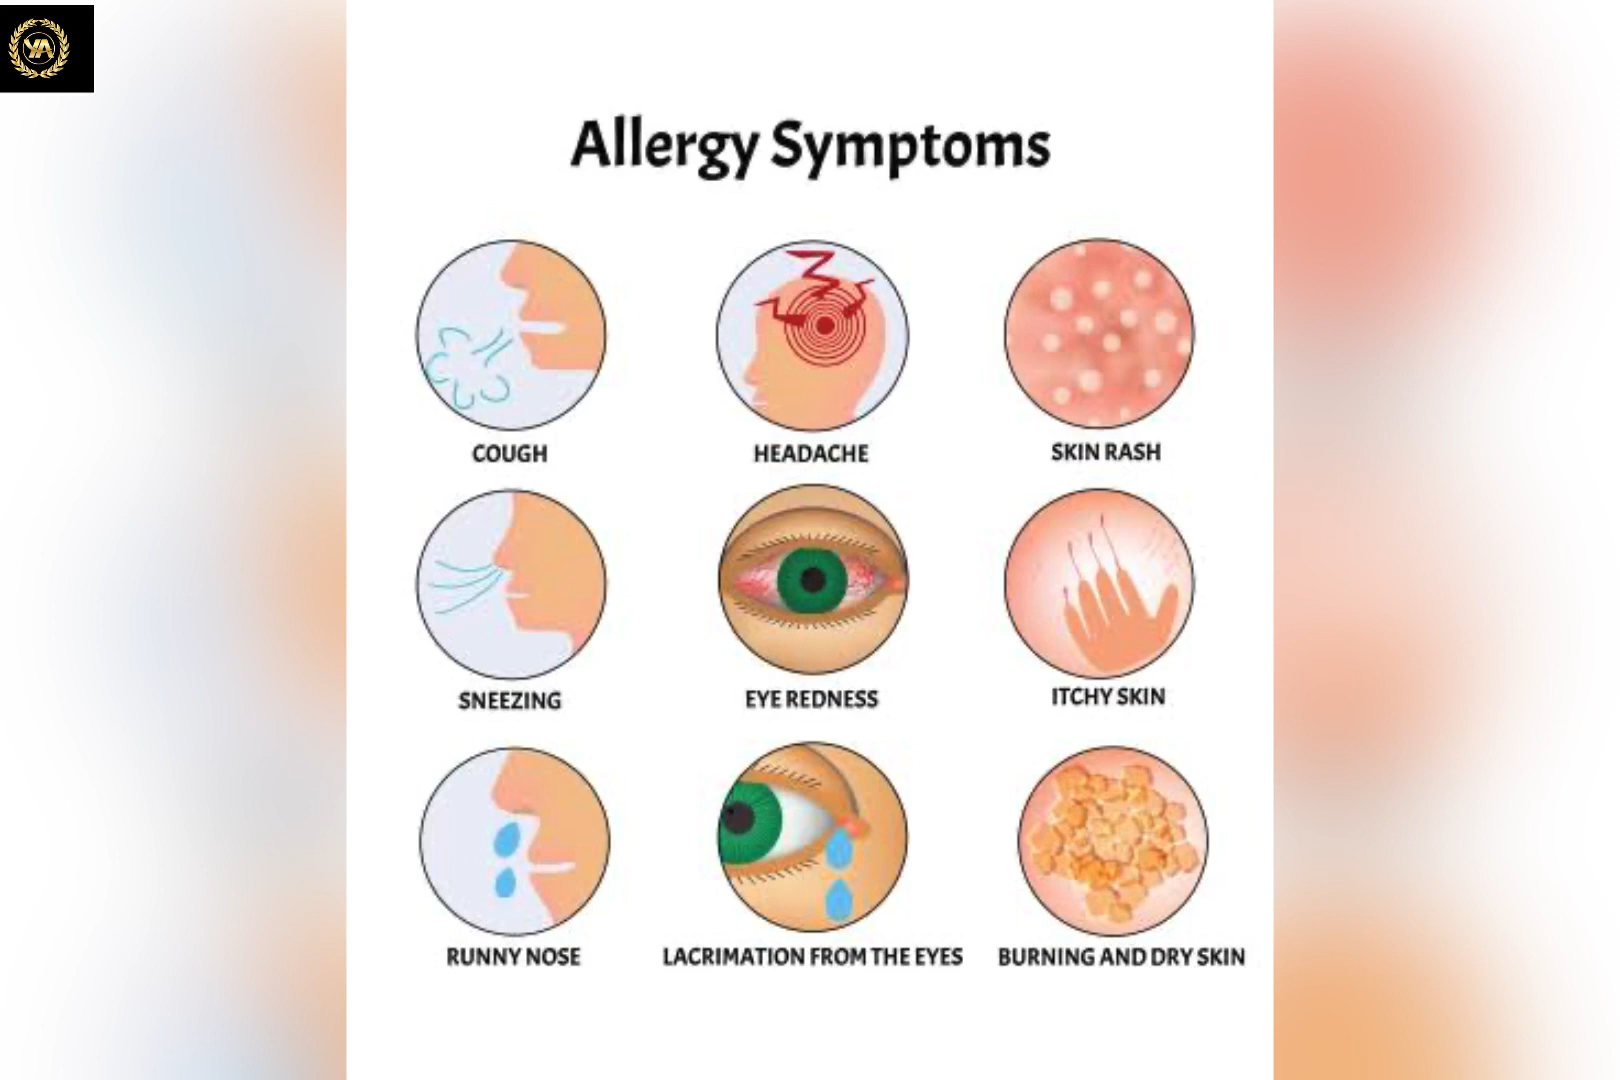 YA
Allergy Symptoms
COUGH
HEADACHE
SKIN RASH
SNEEZING
EYE REDNESS
ITCHY SKIN
RUNNY NOSE
LACRIMATION FROM THE EYES
BURNING AND DRY SKIN